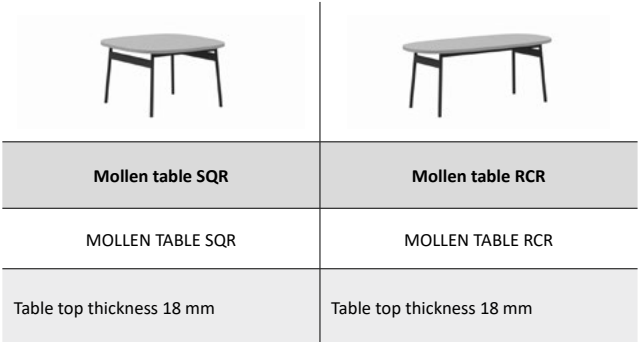 Mollen table SQR
Mollen table RCR
MOLLEN TABLE SQR
MOLLEN TABLE RCR
Table top thickness 18 mm
Table top thickness 18 mm